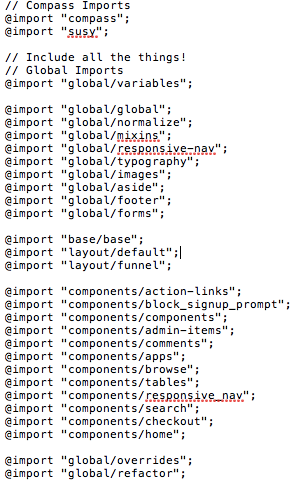 // Compass Imports
@import "compass";
@import "susy";

// Include all the things!
// Global Imports
@import "global/variables";

@import "global/global";
@import "global/normalize";
@import "global/mixins";
@import "global/responsive-nav";
@import "global/typography";
@import "global/images";
@import "global/aside";
@import "global/footer";
@import "global/forms";

@import "base/base";
@import "layout/default";
@import "layout/funnel";

@import "components/action-links";
@import "components/block_signup_prompt";
@import "components/components";
@import "components/admin-items";
@import "components/comments";
@import "components/apps";
@import "components/browse";
@import "components/tables";
@import "components/responsive_nav";
@import "components/search";
@import "components/checkout";
@import "components/home";

@import "global/overrides";
@import "global/refactor";